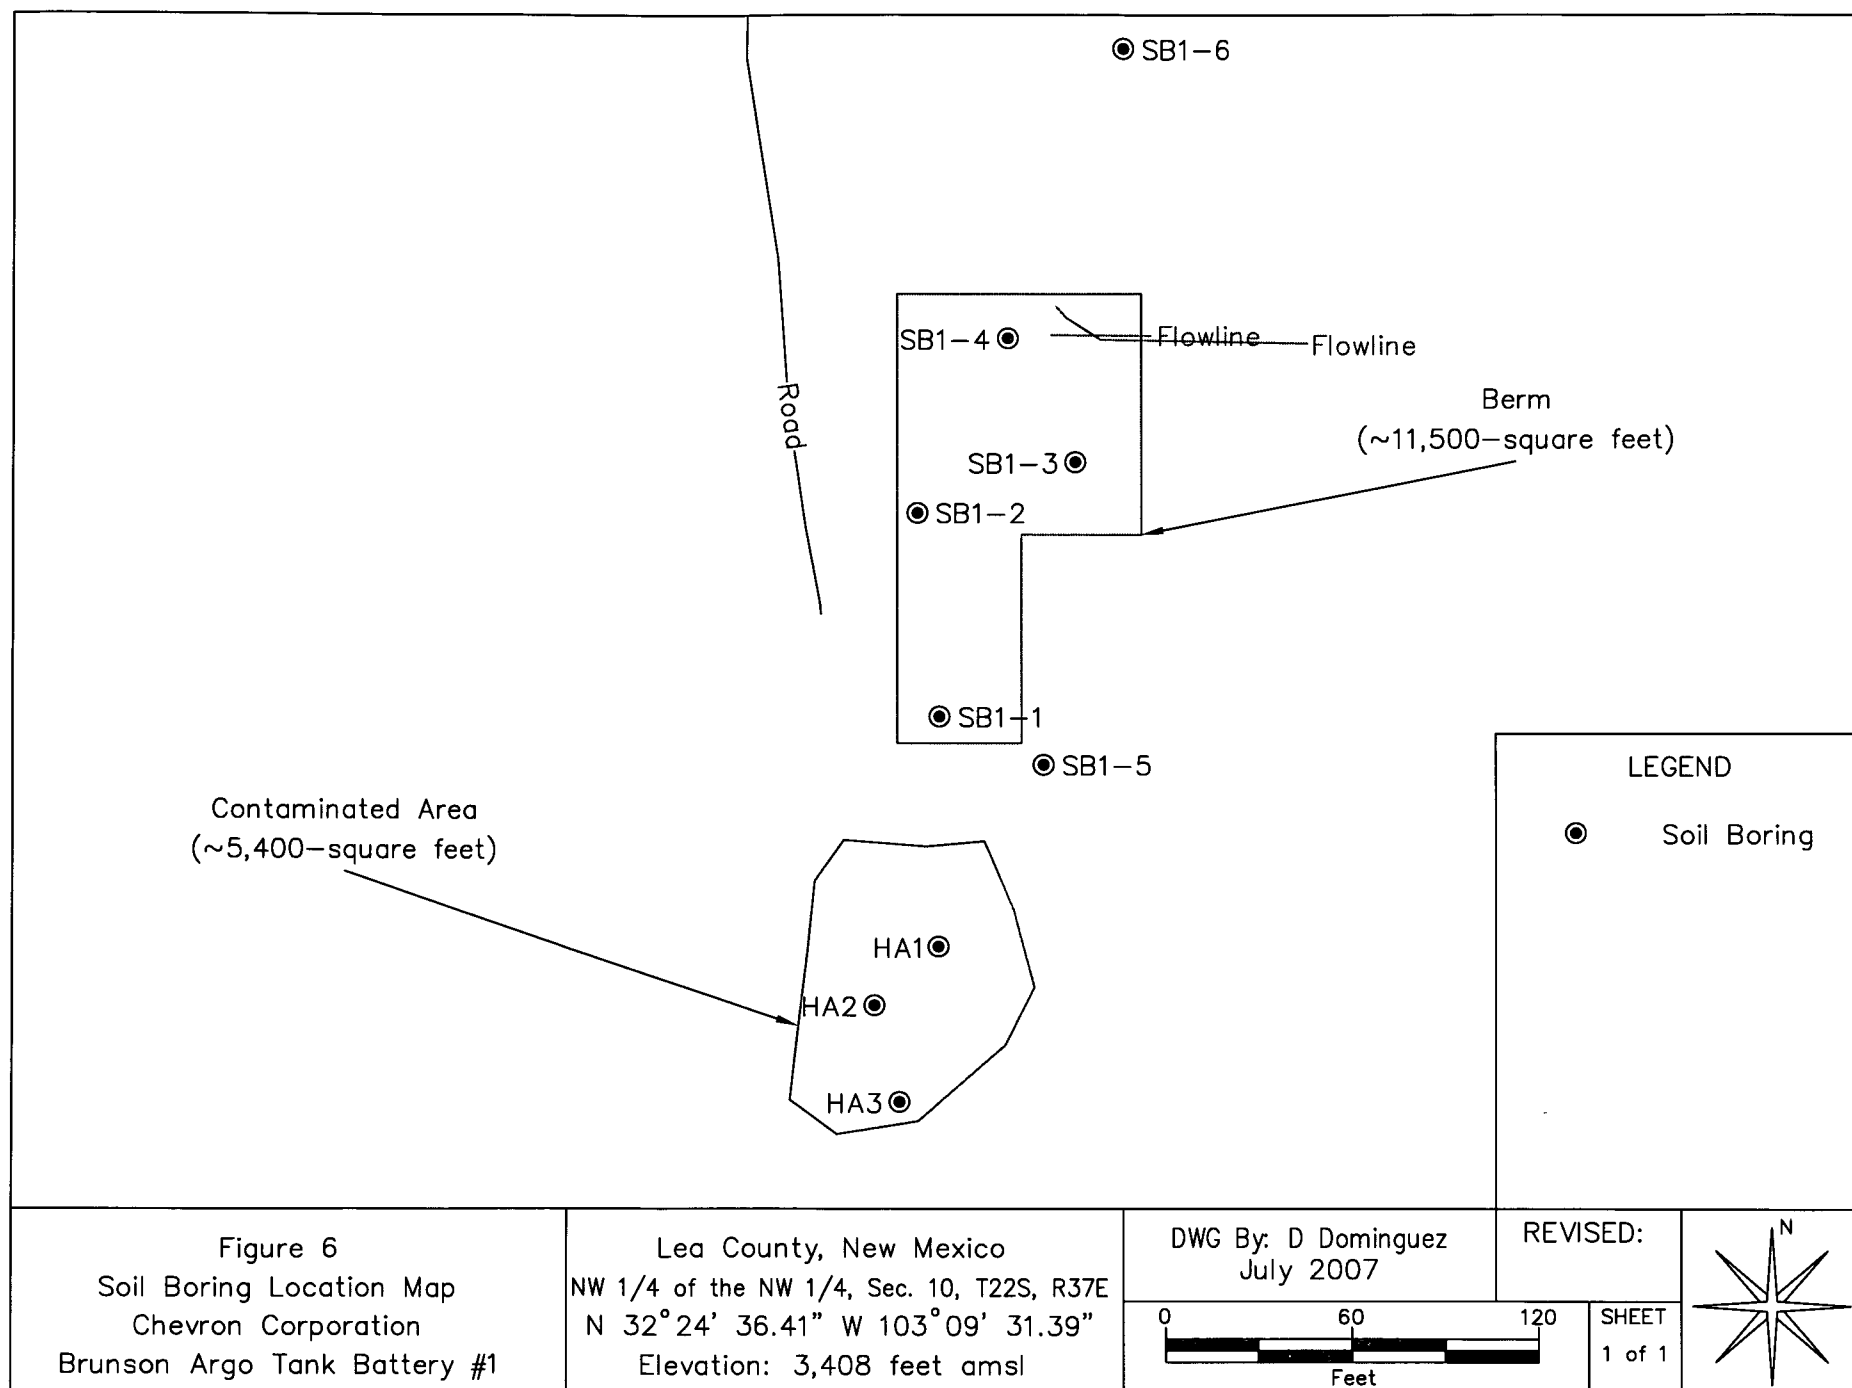 SB1-6
SB1-4
Flowline
Flowline
Road
Berm
(~11,500-square feet)
SB1-3
SB1-2
SB1-1
SB1-5
LEGEND
Soil Boring
Contaminated Area
(~5,400-square feet)
HA1
HA2
HA3
Figure 6
Soil Boring Location Map
Chevron Corporation
Brunson Argo Tank Battery #1
Lea County, New Mexico
NW 1/4 of the NW 1/4, Sec. 10, T22S, R37E
N 32°24' 36.41" W 103°09' 31.39"
Elevation: 3,408 feet amsl
DWG By: D Dominguez
July 2007
REVISED:
0 60 120
Feet
SHEET
1 of 1
N